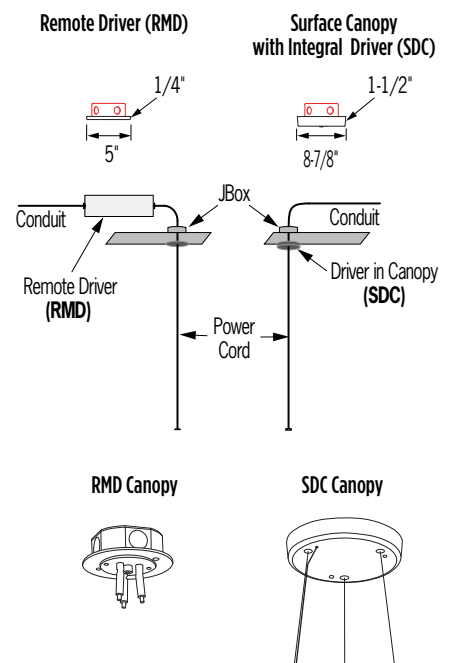 Remote Driver (RMD)
Surface Canopy
with Integral Driver (SDC)
1/4"
5"
1-1/2"
8-7/8"
JBox
Conduit
Conduit
Remote Driver
(RMD)
Driver in Canopy
(SDC)
Power
Cord
RMD Canopy
SDC Canopy